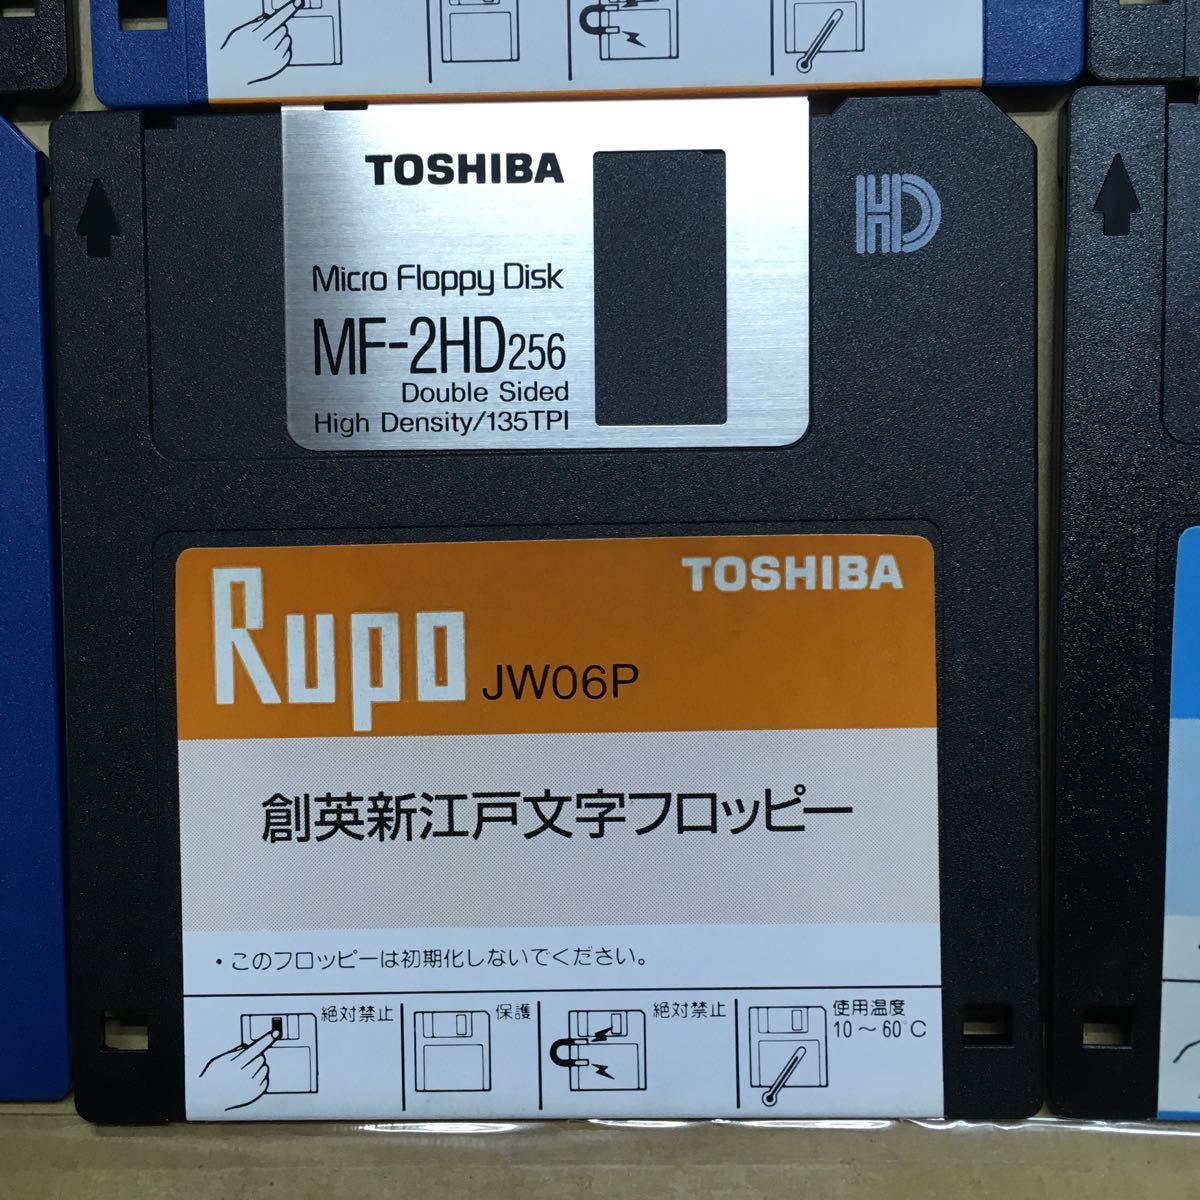 TOSHIBA
HD
Micro Floppy Disk
MF-2HD256
Double Sided
High Density/135TPI
TOSHIBA
Rupo JW06P
創英新江戸文字フロッピー
・このフロッピーは初期化しないでください。
絶対禁止
保護
絶対禁止
使用温度
10～60°C